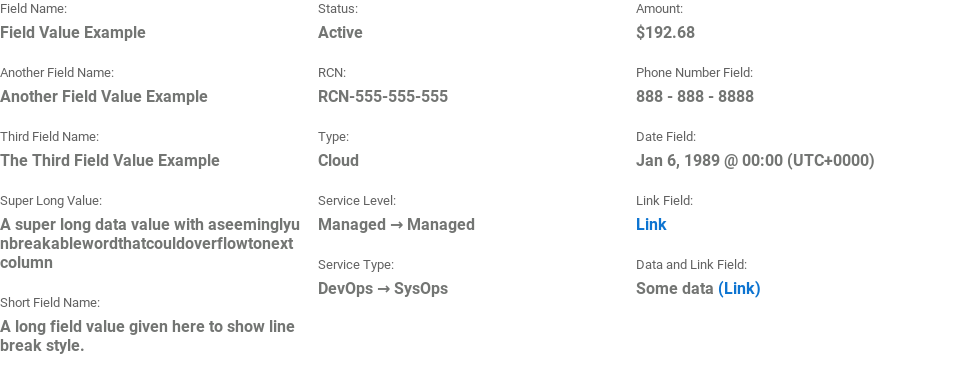 Field Name:
Field Value Example
Another Field Name:
Another Field Value Example
Third Field Name:
The Third Field Value Example
Super Long Value:
A super long data value with aseeminglyu
nbreakablewordthatcouldoverflowtonext
column
Short Field Name:
A long field value given here to show line
break style.
Status:
Active
RCN:
RCN-555-555-555
Type:
Cloud
Service Level:
Managed → Managed
Service Type:
DevOps → SysOps
Amount:
$192.68
Phone Number Field:
888 - 888 - 8888
Date Field:
Jan 6, 1989 @ 00:00 (UTC+0000)
Link Field:
Link
Data and Link Field:
Some data (Link)